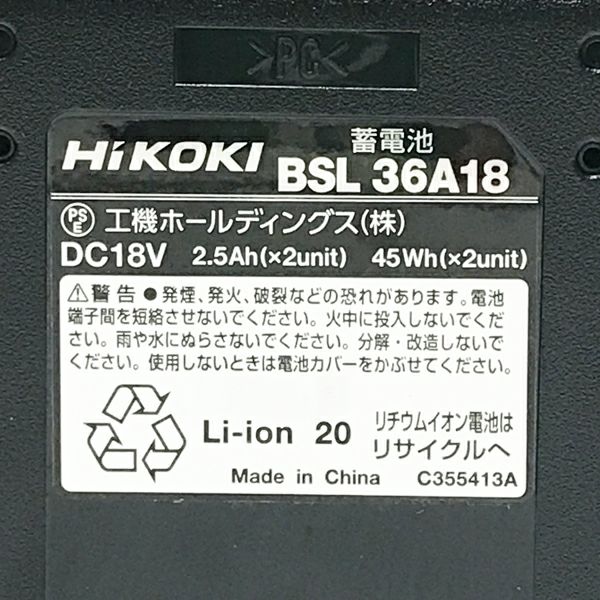 >PC<
蓄電池
HiKOKI BSL 36A18
PSE 工機ホールディングス(株)
DC18V 2.5Ah(×2unit) 45Wh(×2unit)
⚠警告 ●発煙、発火、破裂などの恐れがあります。電池
端子間を短絡させないでください。火中に投入しないでくだ
さい。雨や水にぬらさないでください。分解・改造しないで
ください。使用しないときは電池カバーをかぶせてください。
Li-ion 20 リチウムイオン電池は
リサイクルへ
Made in China C355413A